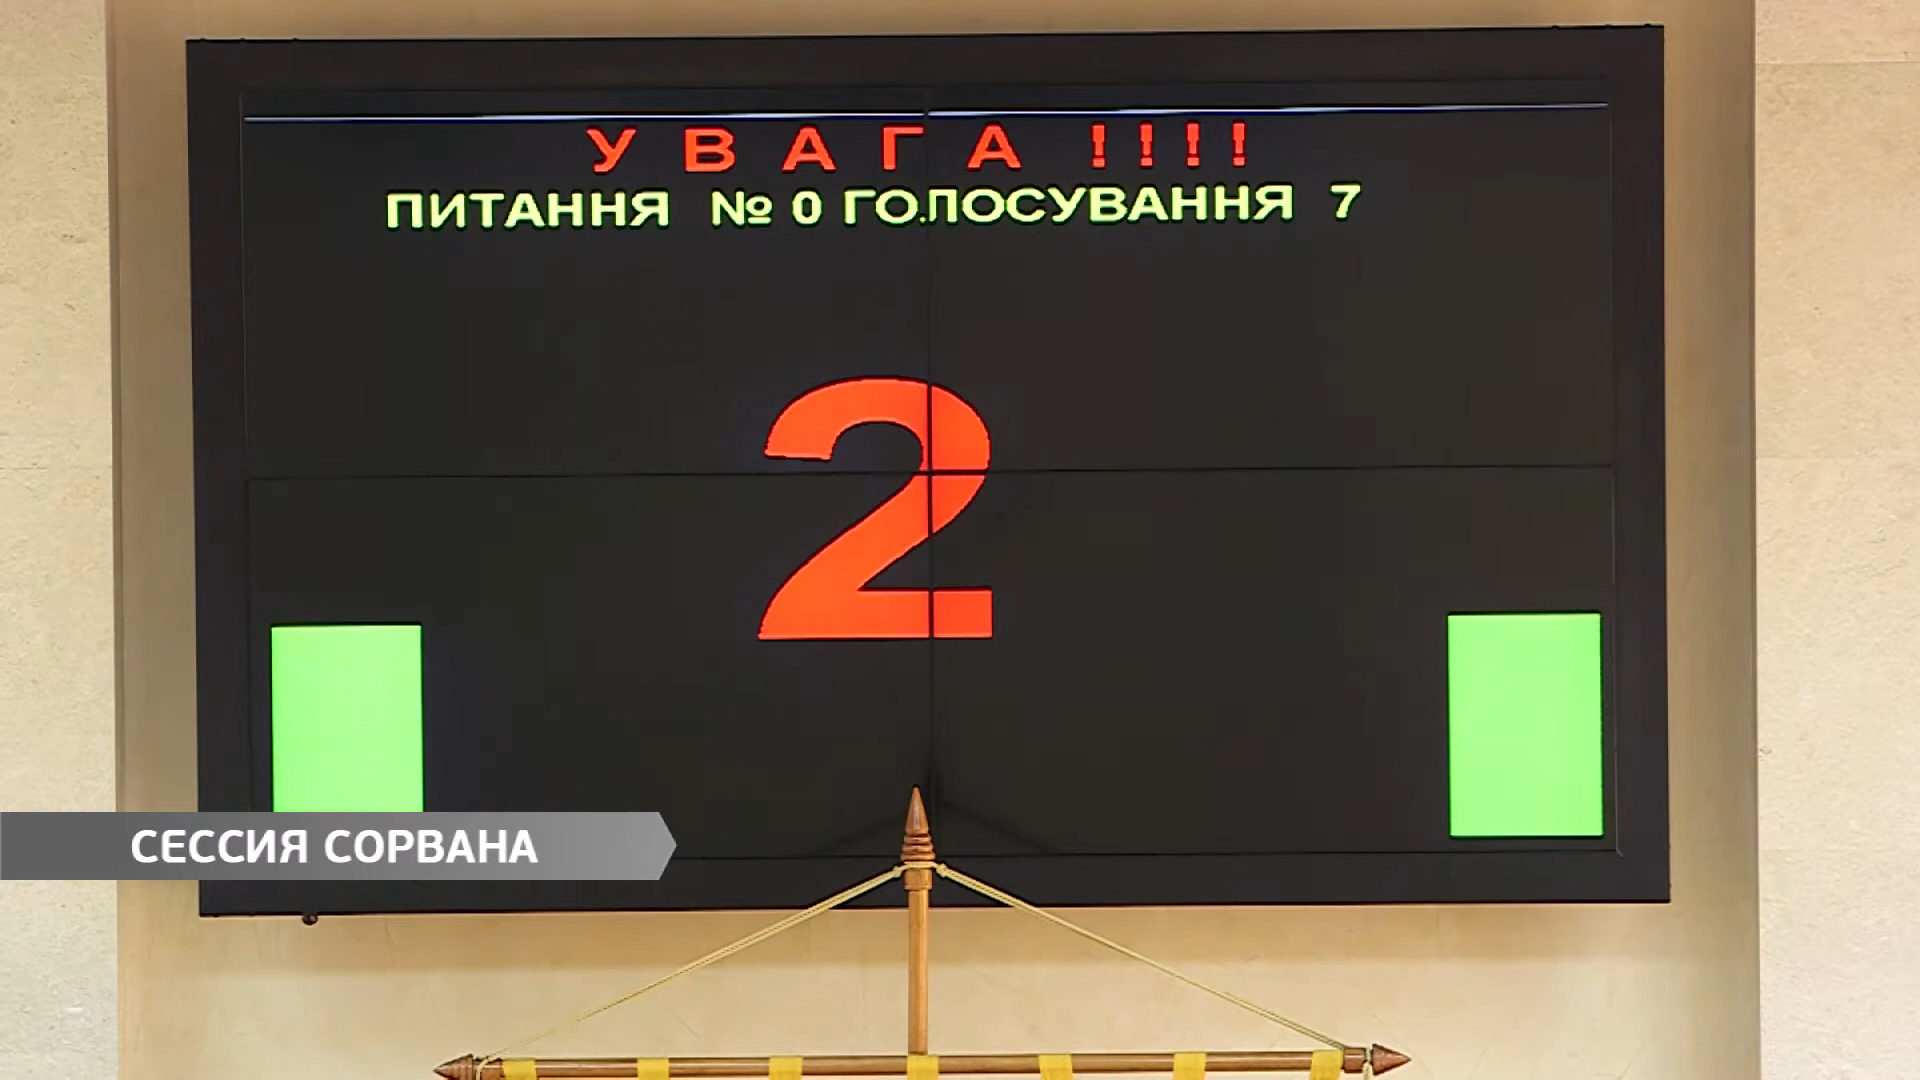 У В А Г А !!!!
ПИТАННЯ № 0 ГОЛОСУВАННЯ 7
2
СЕССИЯ СОРВАНА